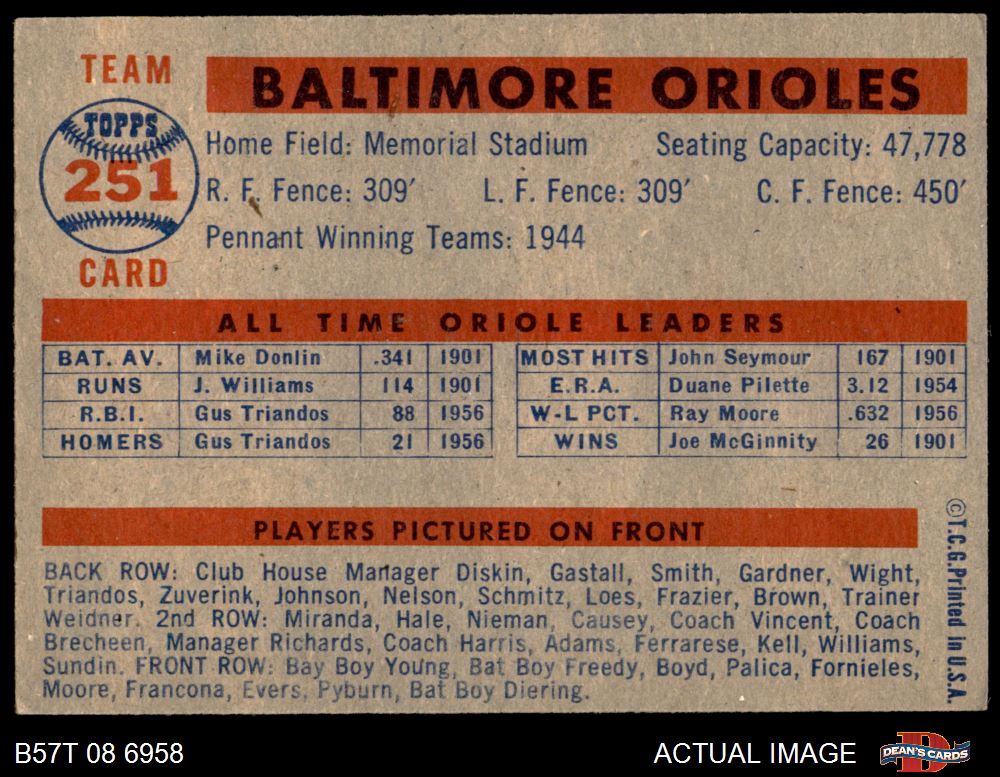 TEAM
TOPPS
251
CARD
BALTIMORE ORIOLES
Home Field: Memorial Stadium Seating Capacity: 47,778
R. F. Fence: 309′ L. F. Fence: 309′ C. F. Fence: 450′
Pennant Winning Teams: 1944
ALL TIME ORIOLE LEADERS
BAT. AV. Mike Donlin .341 1901
RUNS J. Williams 114 1901
R.B.I. Gus Triandos 88 1956
HOMERS Gus Triandos 21 1956
MOST HITS John Seymour 167 1901
E.R.A. Duane Pilette 3.12 1954
W-L PCT. Ray Moore .632 1956
WINS Joe McGinnity 26 1901
PLAYERS PICTURED ON FRONT
BACK ROW: Club House Manager Diskin, Gastall, Smith, Gardner, Wight,
Triandos, Zuverink, Johnson, Nelson, Schmitz, Loes, Frazier, Brown, Trainer
Weidner. 2nd ROW: Miranda, Hale, Nieman, Causey, Coach Vincent, Coach
Brecheen, Manager Richards, Coach Harris, Adams, Ferrarese, Kell, Williams,
Sundin. FRONT ROW: Bay Boy Young, Bat Boy Freedy, Boyd, Palica, Fornieles,
Moore, Francona, Evers, Pyburn, Bat Boy Diering.
©T.C.G. Printed in U.S.A.
B57T 08 6958
ACTUAL IMAGE
DEAN'S CARDS